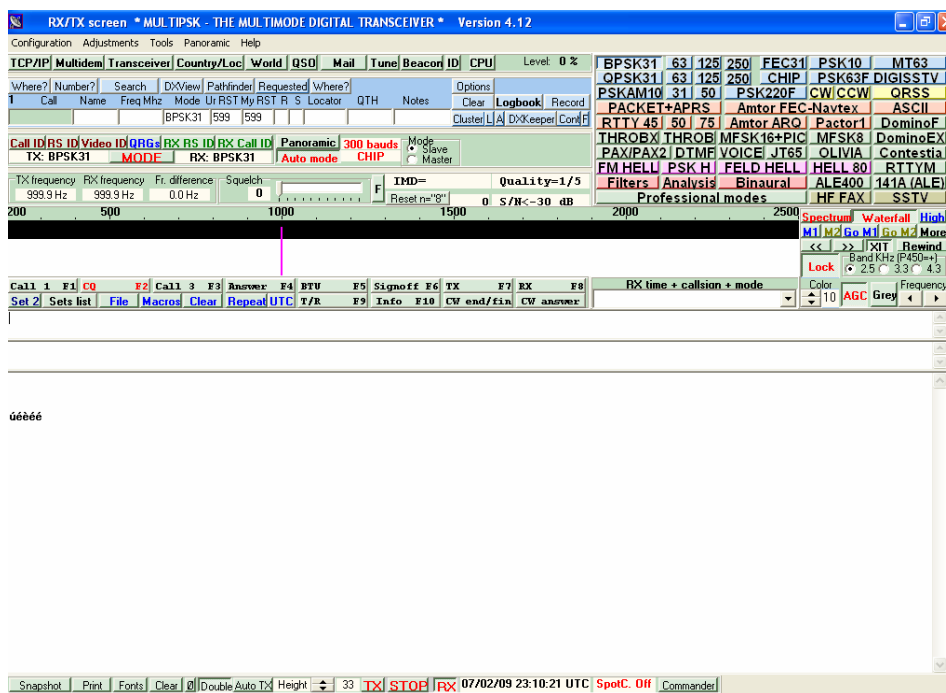 RX/TX screen * MULTIPSK - THE MULTIMODE DIGITAL TRANSCEIVER * Version 4.12
Configuration Adjustments Tools Panoramic Help
TCP/IP Multidem Transceiver Country/Loc World QSO Mail Tune Beacon ID CPU Level: 0 %
Where? Number? Search DXView Pathfinder Requested Where? Options
1 Call Name Freq Mhz Mode Ur RST My RST R S Locator QTH Notes Clear Logbook Record
BPSK31 599 599 Cluster L A DXKeeper Conf F
Call ID RS ID Video ID QRGs RX RS ID RX Call ID Panoramic 300 bauds Mode Slave
TX: BPSK31 MODE RX: BPSK31 Auto mode CHIP Master
TX frequency RX frequency Fr. difference Squelch IMD= Quality=1/5
999.9 Hz 999.9 Hz 0.0 Hz 0 F Reset n="8" 0 S/N<-30 dB
BPSK31 63 125 250 FEC31 PSK10 MT63
QPSK31 63 125 250 CHIP PSK63F DIGISSTV
PSKAM10 31 50 PSK220F CW CCW QRSS
PACKET+APRS Amtor FEC-Navtex ASCII
RTTY 45 50 75 Amtor ARQ Pactor1 DominoF
THROBX THROB MFSK16+PIC MFSK8 DominoEX
PAX/PAX2 DTMF VOICE JT65 OLIVIA Contestia
FM HELL PSK H FELD HELL HELL 80 RTTYM
Filters Analysis Binaural ALE400 141A (ALE)
Professional modes HF FAX SSTV
200 500 1000 1500 2000 2500
Spectrum Waterfall High
M1 M2 Go M1 Go M2 More
<< >> XIT Rewind
Lock Band KHz (P450=+)
2.5 3.3 4.3
Call 1 F1 CQ F2 Call 3 F3 Answer F4 BTU F5 Signoff F6 TX F7 RX F8 RX time + callsion + mode
Set 2 Sets list File Macros Clear Repeat UTC T/R F9 Info F10 CW end/fin CW answer
Color 10 AGC Grey Frequency
úéèéé
Snapshot Print Fonts Clear Ø Double Auto TX Height 33 TX STOP RX 07/02/09 23:10:21 UTC SpotC. Off Commander